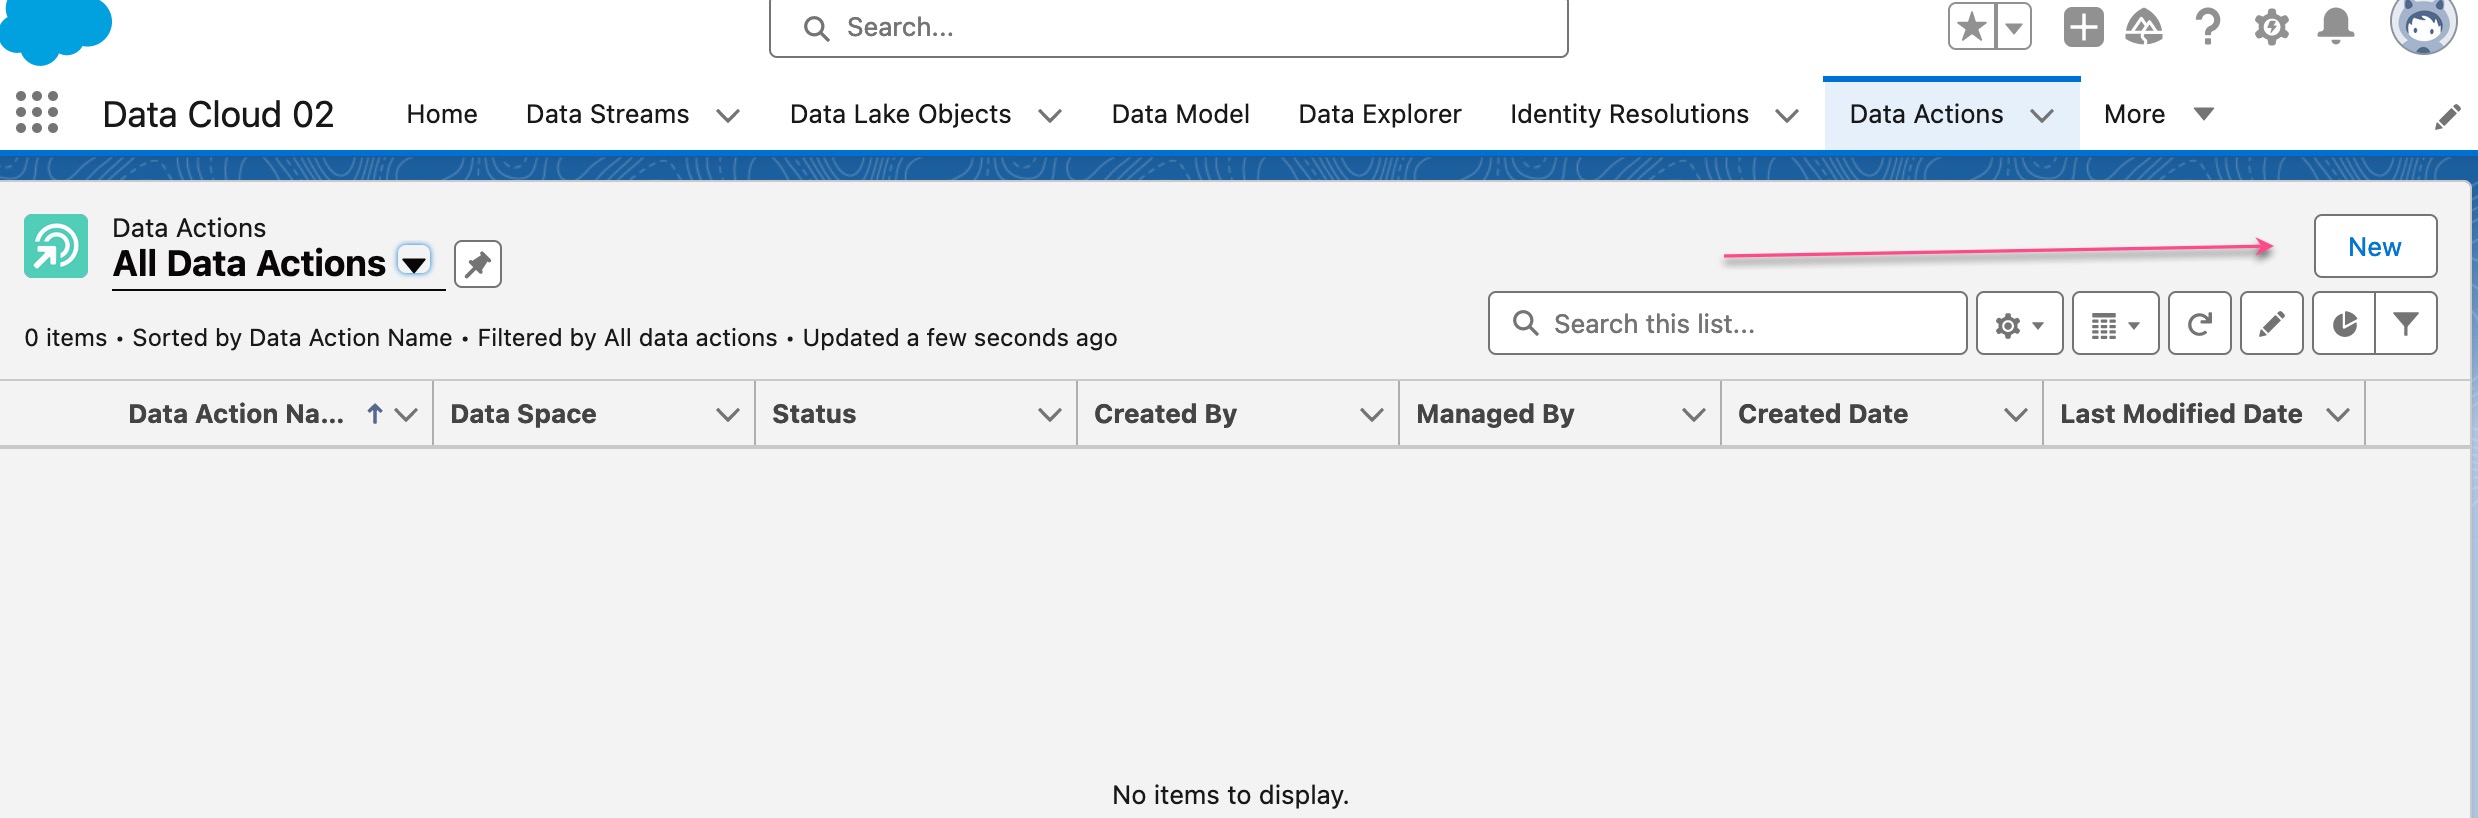 Search...
Data Cloud 02 Home Data Streams Data Lake Objects Data Model Data Explorer Identity Resolutions Data Actions More
Data Actions
All Data Actions
New
0 items • Sorted by Data Action Name • Filtered by All data actions • Updated a few seconds ago
Search this list...
Data Action Na... Data Space Status Created By Managed By Created Date Last Modified Date
No items to display.